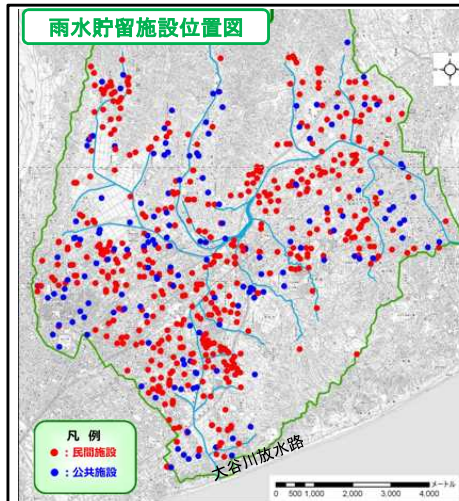 雨水貯留施設位置図
大谷川放水路
凡 例
：民間施設
：公共施設
メートル
0 500 1,000 2,000 3,000 4,000